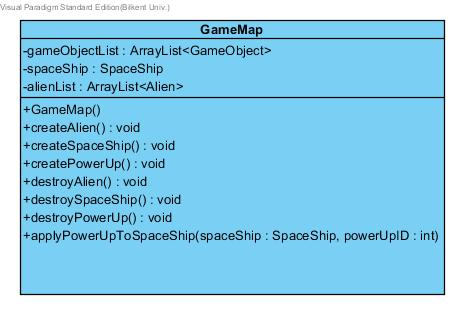 Visual Paradigm Standard Edition(Bilkent Univ.)
GameMap
-gameObjectList : ArrayList<GameObject>
-spaceShip : SpaceShip
-alienList : ArrayList<Alien>
+GameMap()
+createAlien() : void
+createSpaceShip() : void
+createPowerUp() : void
+destroyAlien() : void
+destroySpaceShip() : void
+destroyPowerUp() : void
+applyPowerUpToSpaceShip(spaceShip : SpaceShip, powerUpID : int)